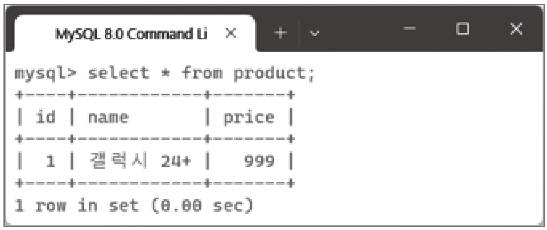 MySQL 8.0 Command Li
mysql> select * from product;
+----+------------+-------+
| id | name       | price |
+----+------------+-------+
|  1 | 갤럭시 24+ |   999 |
+----+------------+-------+
1 row in set (0.00 sec)